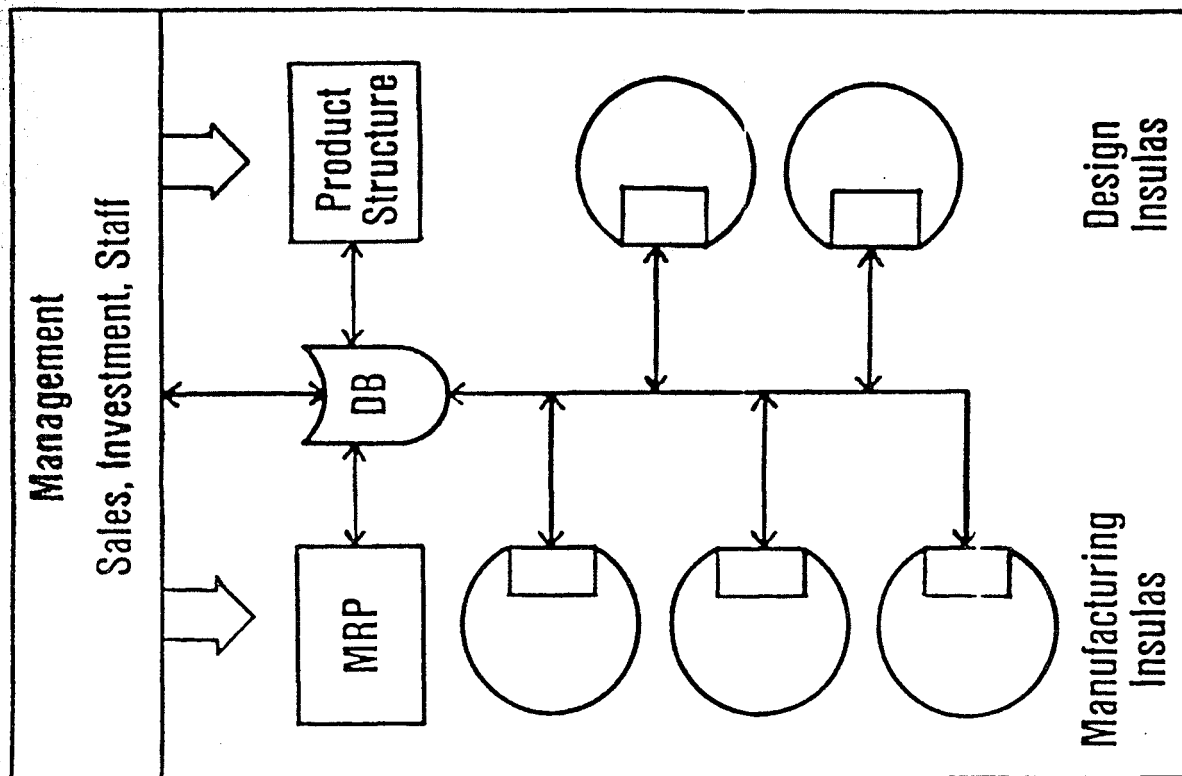 Management
Sales, Investment, Staff
MRP
DB
Product
Structure
Manufacturing
Insulas
Design
Insulas